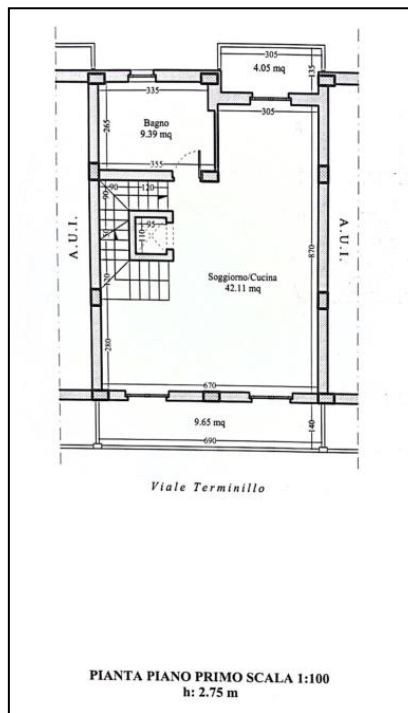 305
4.05 mq
135
335
305
Bagno
9.39 mq
265
355
90
120
90
95
110
50
A.U.I.
A.U.I.
870
Soggiorno/Cucina
42.11 mq
120
280
670
9.65 mq
140
690
Viale Terminillo
PIANTA PIANO PRIMO SCALA 1:100
h: 2.75 m